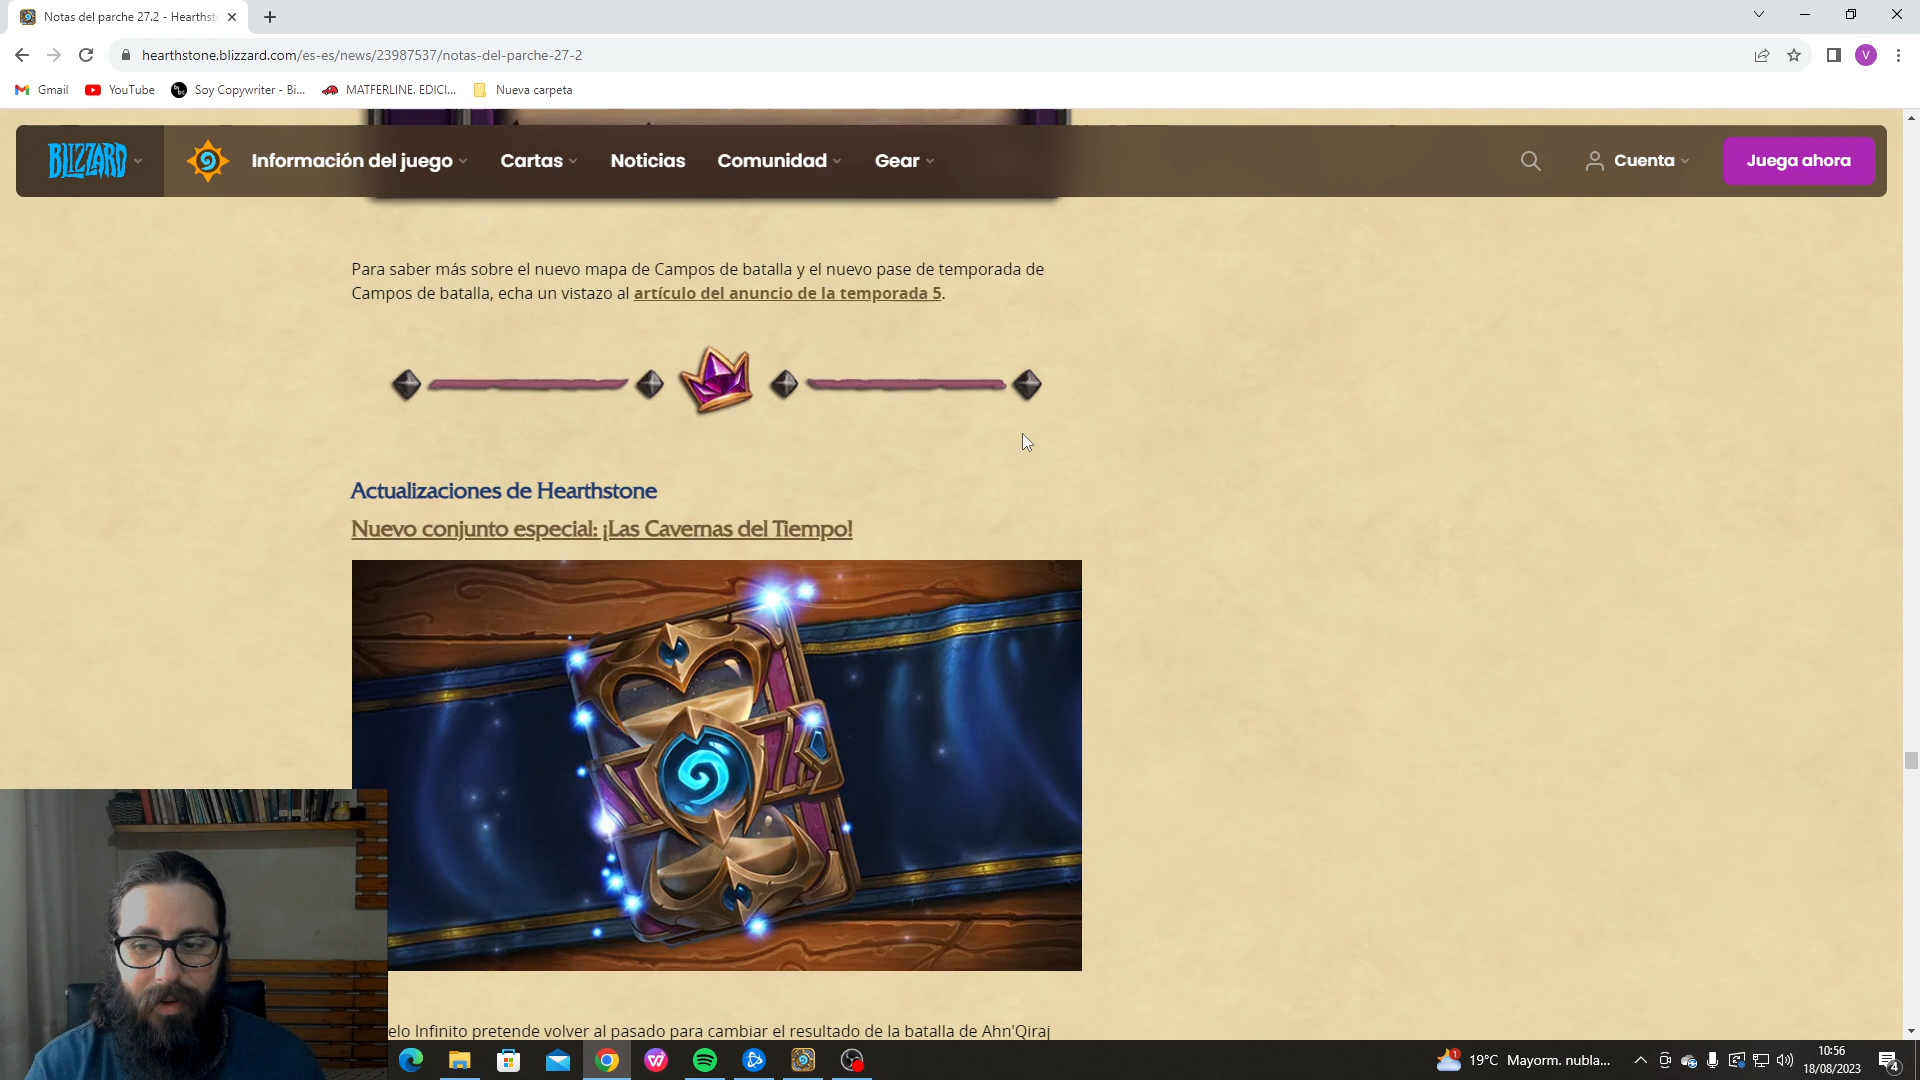 Notas del parche 27.2 - Hearthst
hearthstone.blizzard.com/es-es/news/23987537/notas-del-parche-27-2
V
Gmail
YouTube
Soy Copywriter - Bi...
MATFERLINE. EDICI...
Nueva carpeta
BLIZZARD
Información del juego
Cartas
Noticias
Comunidad
Gear
Cuenta
Juega ahora
Para saber más sobre el nuevo mapa de Campos de batalla y el nuevo pase de temporada de
Campos de batalla, echa un vistazo al artículo del anuncio de la temporada 5.
Actualizaciones de Hearthstone
Nuevo conjunto especial: ¡Las Cavernas del Tiempo!
elo Infinito pretende volver al pasado para cambiar el resultado de la batalla de Ahn'Qiraj
1
19°C Mayorm. nubla...
10:56
18/08/2023
4